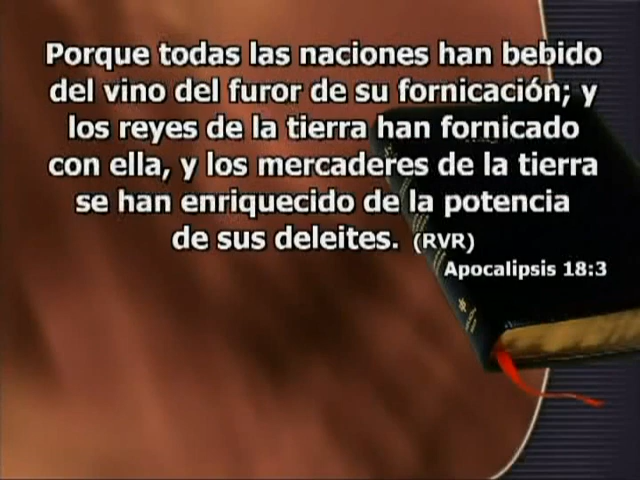 Porque todas las naciones han bebido
del vino del furor de su fornicación; y
los reyes de la tierra han fornicado
con ella, y los mercaderes de la tierra
se han enriquecido de la potencia
de sus deleites. (RVR)
Apocalipsis 18:3